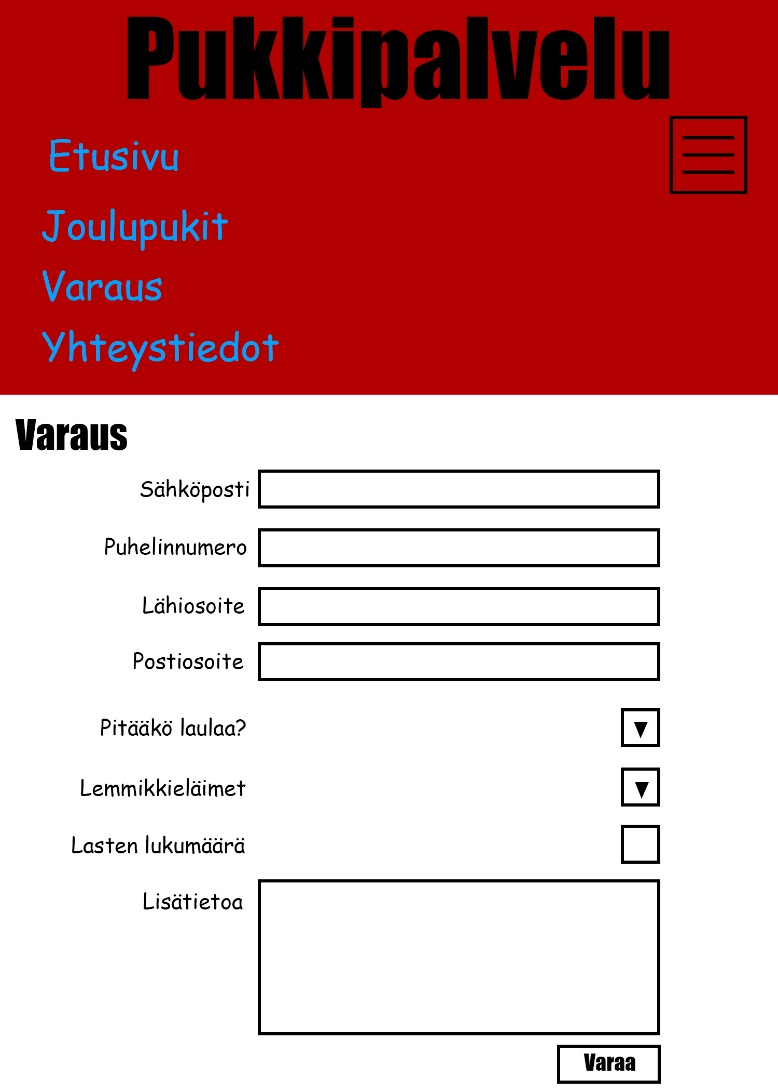 Pukkipalvelu
Etusivu
Joulupukit
Varaus
Yhteystiedot
Varaus
Sähköposti
Puhelinnumero
Lähiosoite
Postiosoite
Pitääkö laulaa?
Lemmikkieläimet
Lasten lukumäärä
Lisätietoa
Varaa